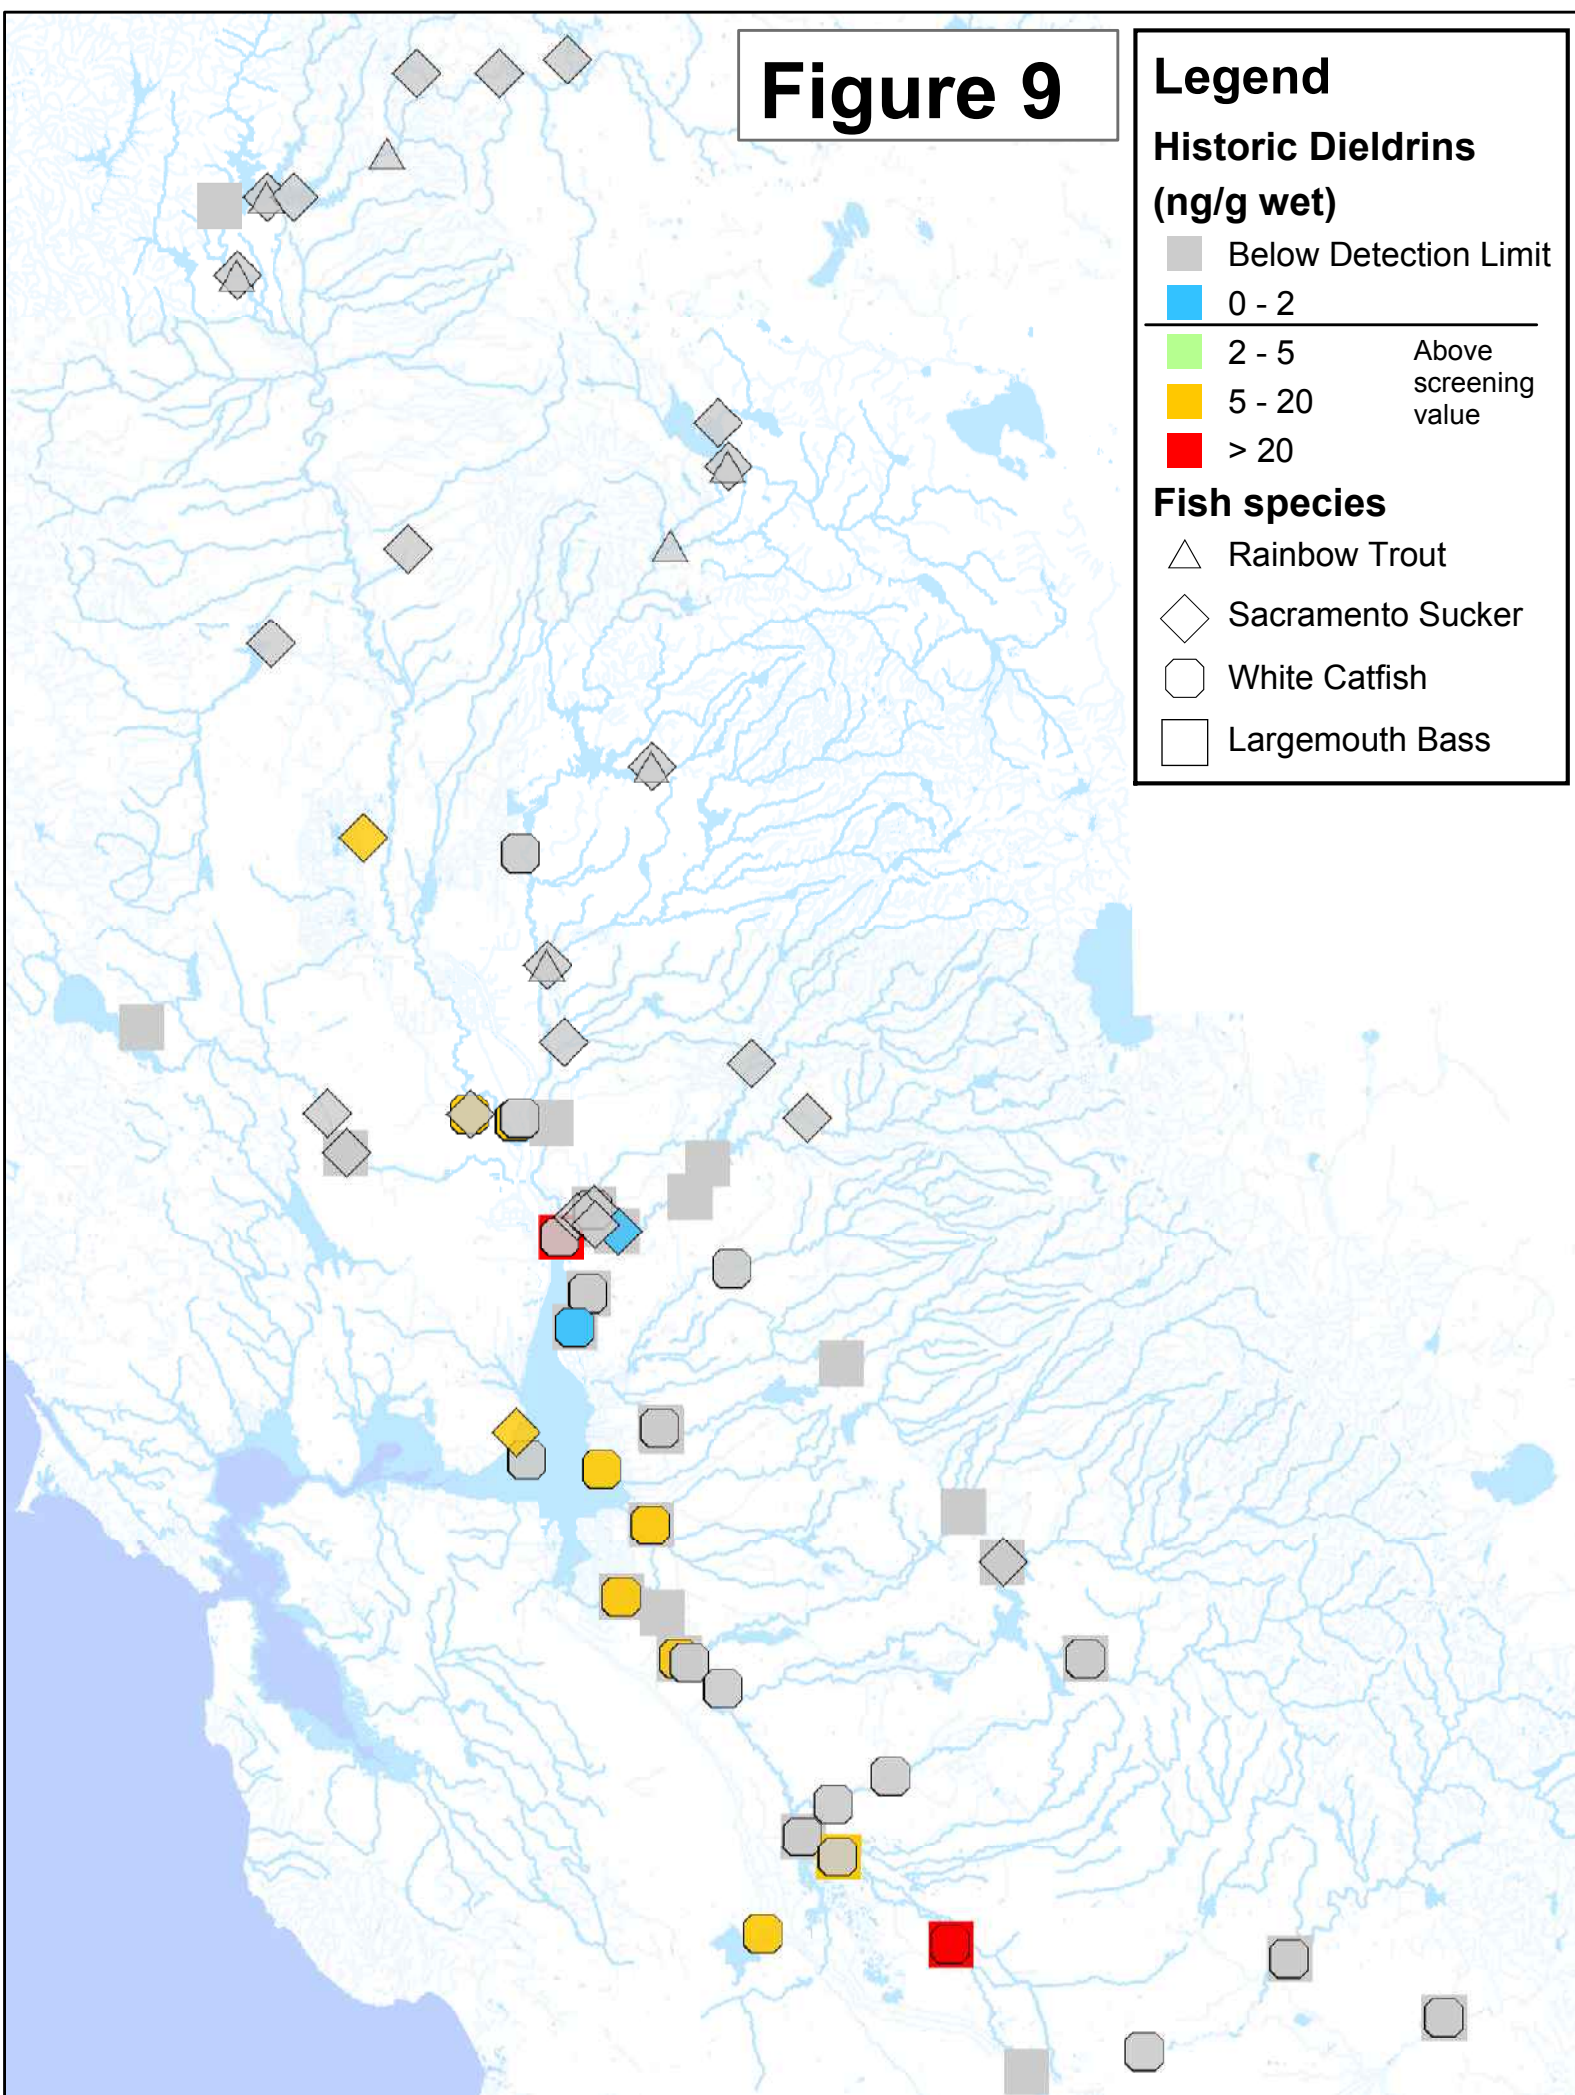 Figure 9
Legend
Historic Dieldrins
(ng/g wet)
Below Detection Limit
0 - 2
2 - 5
5 - 20
> 20
Above
screening
value
Fish species
Rainbow Trout
Sacramento Sucker
White Catfish
Largemouth Bass